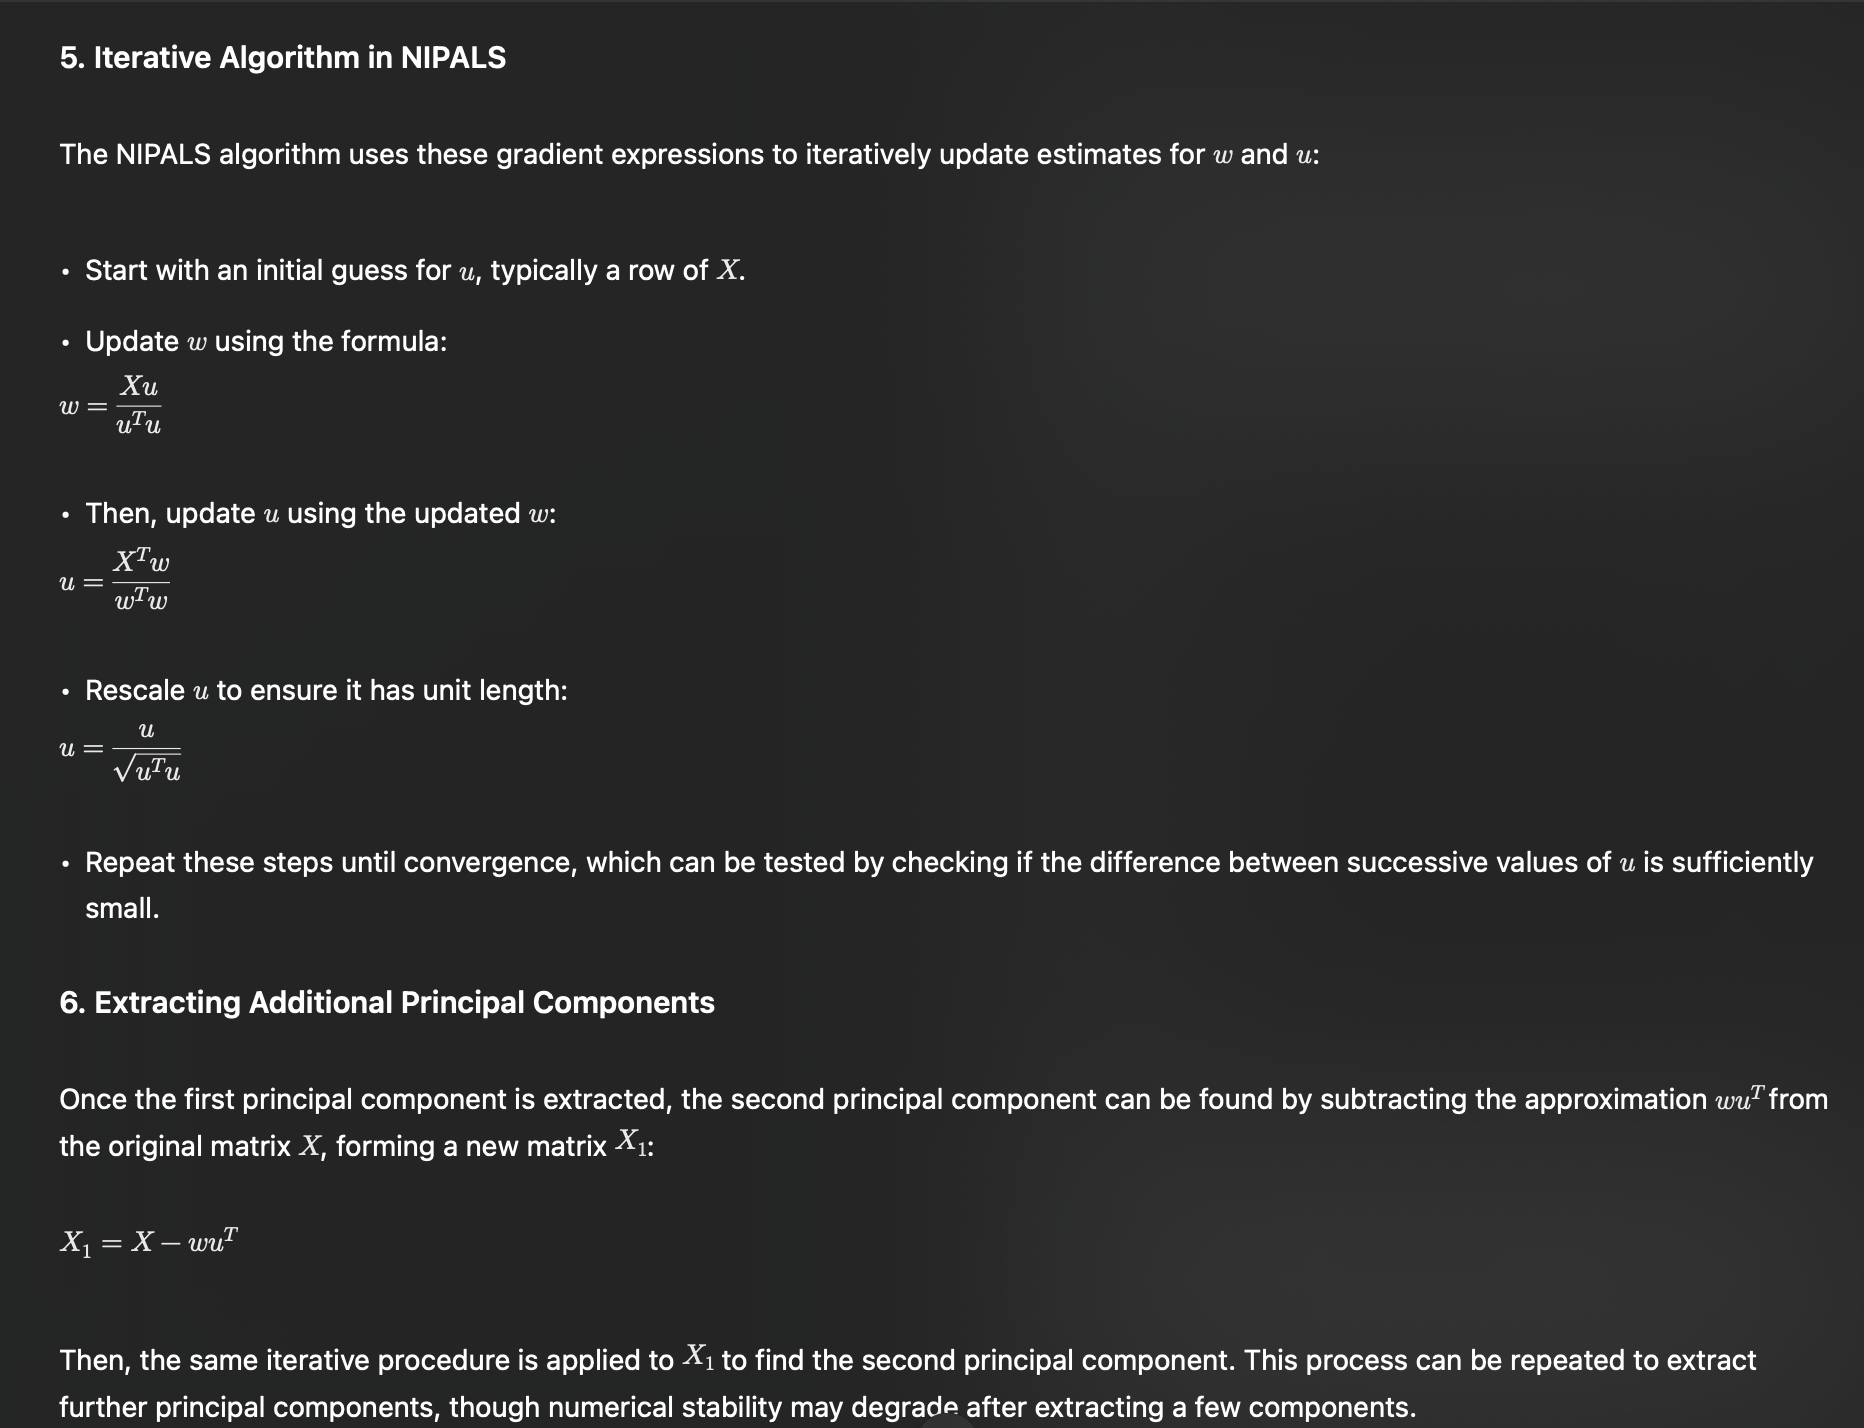 5. Iterative Algorithm in NIPALS
The NIPALS algorithm uses these gradient expressions to iteratively update estimates for w and u:
• Start with an initial guess for u, typically a row of X.
• Update w using the formula:
w = \frac{Xu}{u^T u}
• Then, update u using the updated w:
u = \frac{X^T w}{w^T w}
• Rescale u to ensure it has unit length:
u = \frac{u}{\sqrt{u^T u}}
• Repeat these steps until convergence, which can be tested by checking if the difference between successive values of u is sufficiently
small.
6. Extracting Additional Principal Components
Once the first principal component is extracted, the second principal component can be found by subtracting the approximation wu^T from
the original matrix X, forming a new matrix X_1:
X_1 = X − wu^T
Then, the same iterative procedure is applied to X_1 to find the second principal component. This process can be repeated to extract
further principal components, though numerical stability may degrade after extracting a few components.